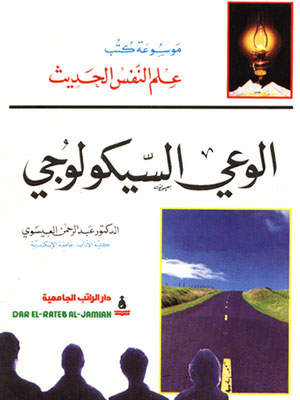 موسوعة كتب
علم النفس الحديث
الوعي السيكولوجي
الدكتور عبد الرحمن العيسوي
كلية الآداب - جامعة الإسكندرية
دار الراتب الجامعية
DAR EL-RATEB AL-JAMIAH